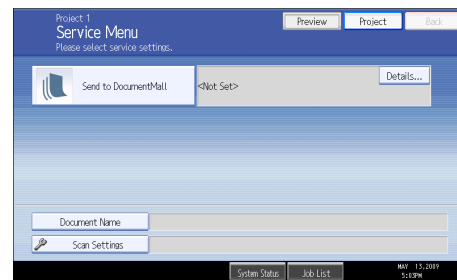 Project 1
Service Menu
Please select service settings.
Preview
Project
Back
Send to DocumentMall
<Not Set>
Details...
Document Name
Scan Settings
System Status
Job List
MAY 13,2009
5:03PM